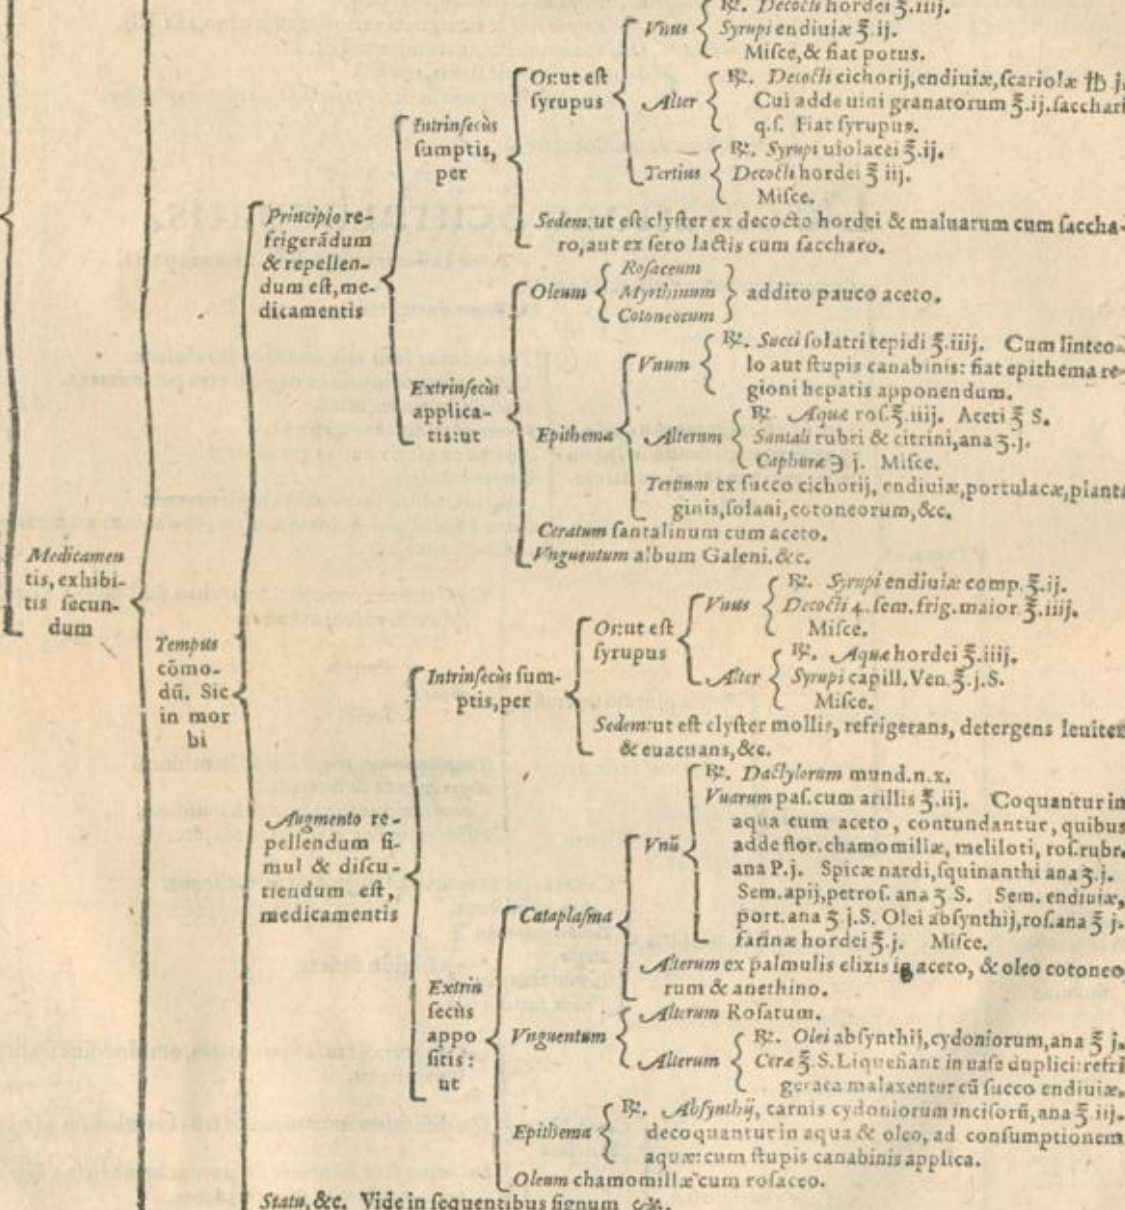 Medicamen
tis, exhibi-
tis ſecun-
dum
Tempus
cōmo-
dū. Sic
in mor
bi
Principio re-
frigerādum
& repellen-
dum eſt, me-
dicamentis
Intrinſecùs
ſumptis,
per
Os: ut eſt
ſyrupus
Vnus
℞. Decocti hordei ℥.iiij.
Syrupi endiuiæ ℥.ij.
Miſce, & fiat potus.
Alter
℞. Decocti cichorij, endiuiæ, ſcariolæ ℔ j.
Cui adde uini granatorum ℥.ij. ſacchari
q.ſ. Fiat ſyrupus.
Tertius
℞. Syrupi uiolacei ℥.ij.
Decocti hordei ℥ iij.
Miſce.
Sedem: ut eſt clyſter ex decocto hordei & maluarum cum ſaccha-
ro, aut ex ſero lactis cum ſaccharo.
Extrinſecùs
applica-
tis: ut
Oleum
Roſaceum
Myrthinum
Cotoneorum
addito pauco aceto.
Epithema
Vnum
℞. Succi ſolatri tepidi ℥.iiij. Cum linteo-
lo aut ſtupis canabinis: fiat epithema re-
gioni hepatis apponendum.
Alterum
℞. Aquæ roſ. ℥.iiij. Aceti ℥ S.
Santali rubri & citrini, ana ʒ.j.
Caphuræ ℈ j. Miſce.
Tertium ex ſucco cichorij, endiuiæ, portulacæ, planta
ginis, ſolani, cotoneorum, &c.
Ceratum ſantalinum cum aceto.
Vnguentum album Galeni. &c.
Augmento re-
pellendum ſi-
mul & diſcu-
tiendum eſt,
medicamentis
Intrinſecùs ſum-
ptis, per
Os: ut eſt
ſyrupus
Vnus
℞. Syrupi endiuiæ comp. ℥.ij.
Decocti 4. ſem. frig. maior. ℥.iiij.
Miſce.
Alter
℞. Aquæ hordei ℥.iiij.
Syrupi capill. Ven. ℥.j.S.
Miſce.
Sedem: ut eſt clyſter mollis, refrigerans, detergens leuiter
& euacuans, &c.
Extrin
ſecùs
appo
ſitis:
ut
Cataplaſma
Vnū
℞. Dactylorum mund. n.x.
Vuarum paſ. cum arillis ℥.iij. Coquantur in
aqua cum aceto, contundantur, quibus
adde flor. chamomillæ, meliloti, roſ. rubr.
ana P.j. Spicæ nardi, ſquinanthi ana ʒ.j.
Sem. apij, petroſ. ana ʒ S. Sem. endiuiæ,
port. ana ʒ j.S. Olei abſynthij, roſ. ana ℥ j.
farinæ hordei ℥.j. Miſce.
Alterum ex palmulis elixis in aceto, & oleo cotoneo
rum & anethino.
Vnguentum
Alterum Roſatum.
Alterum
℞. Olei abſynthij, cydoniorum, ana ℥ j.
Ceræ ℥.S. Liquefiant in uaſe duplici: refri
gerata malaxentur cū ſucco endiuiæ.
Epithema
℞. Abſynthij, carnis cydoniorum inciſorū, ana ℥.iij.
decoquantur in aqua & oleo, ad conſumptionem
aquæ: cum ſtupis canabinis applica.
Oleum chamomillæ cum roſaceo.
Statu, &c. Vide in ſequentibus ſignum